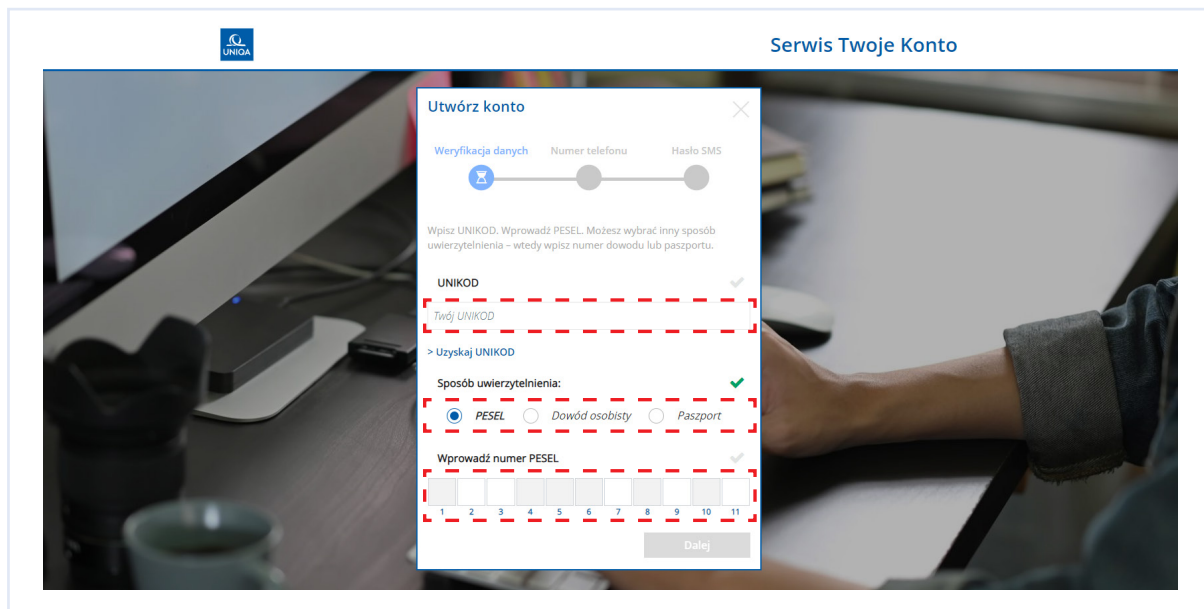 UNIQA
Serwis Twoje Konto
Utwórz konto
Weryfikacja danych Numer telefonu Hasło SMS
Wpisz UNIKOD. Wprowadź PESEL. Możesz wybrać inny sposób
uwierzytelnienia – wtedy wpisz numer dowodu lub paszportu.
UNIKOD
Twój UNIKOD
> Uzyskaj UNIKOD
Sposób uwierzytelnienia:
PESEL Dowód osobisty Paszport
Wprowadź numer PESEL
1 2 3 4 5 6 7 8 9 10 11
Dalej